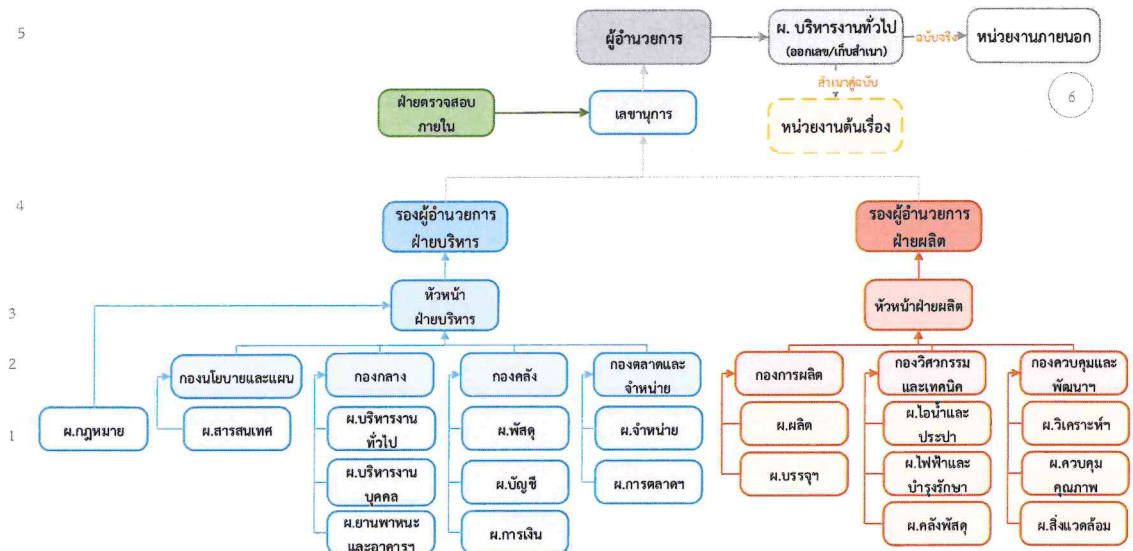 5
ผู้อำนวยการ
ผ. บริหารงานทั่วไป
(ออกเลข/เก็บสำเนา)
ฉบับจริง
หน่วยงานภายนอก
สำเนาคู่ฉบับ
6
ฝ่ายตรวจสอบ
ภายใน
เลขานุการ
หน่วยงานต้นเรื่อง
4
รองผู้อำนวยการ
ฝ่ายบริหาร
รองผู้อำนวยการ
ฝ่ายผลิต
3
หัวหน้า
ฝ่ายบริหาร
หัวหน้าฝ่ายผลิต
2
กองนโยบายและแผน
กองกลาง
กองคลัง
กองตลาดและ
จำหน่าย
กองการผลิต
กองวิศวกรรม
และเทคนิค
กองควบคุมและ
พัฒนาฯ
1
ผ.กฎหมาย
ผ.สารสนเทศ
ผ.บริหารงาน
ทั่วไป
ผ.พัสดุ
ผ.จำหน่าย
ผ.ผลิต
ผ.ไอน้ำและ
ประปา
ผ.วิเคราะห์ฯ
ผ.บริหารงาน
บุคคล
ผ.บัญชี
ผ.การตลาดฯ
ผ.บรรจุฯ
ผ.ไฟฟ้าและ
บำรุงรักษา
ผ.ควบคุม
คุณภาพ
ผ.ยานพาหนะ
และอาคารฯ
ผ.การเงิน
ผ.คลังพัสดุ
ผ.สิ่งแวดล้อม